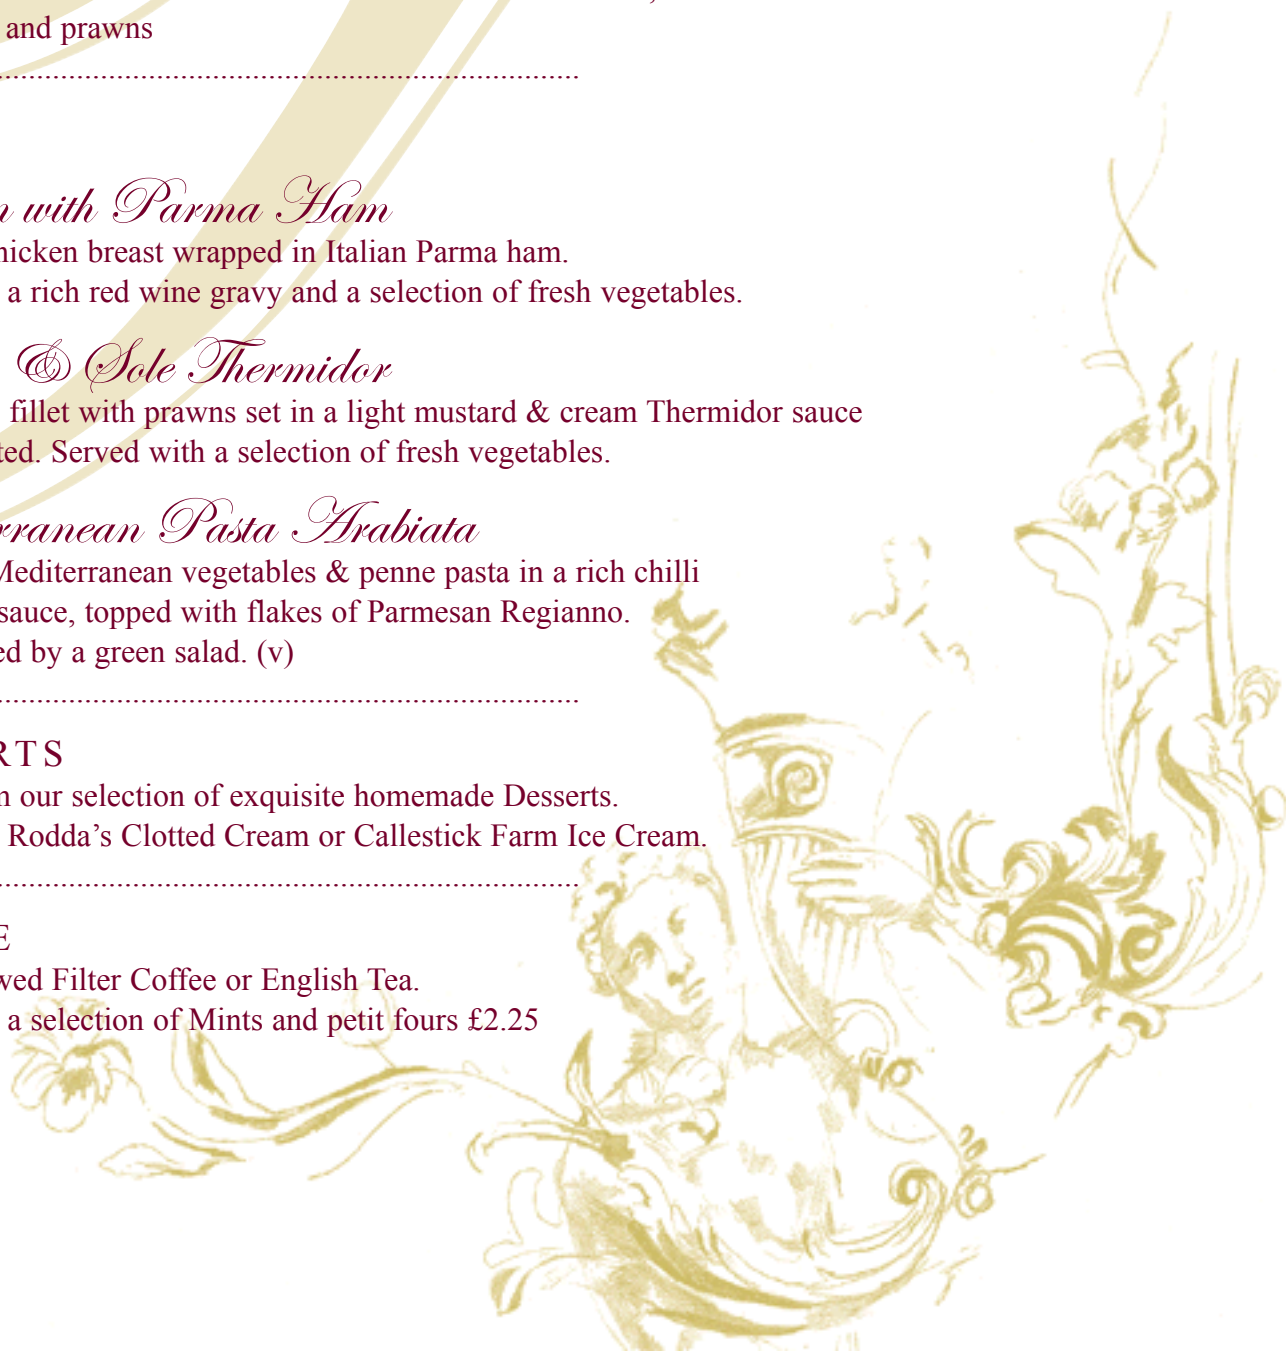 and prawns
n with Parma Ham
hicken breast wrapped in Italian Parma ham.
a rich red wine gravy and a selection of fresh vegetables.
& Sole Thermidor
fillet with prawns set in a light mustard & cream Thermidor sauce
ted. Served with a selection of fresh vegetables.
rranean Pasta Arabiata
Mediterranean vegetables & penne pasta in a rich chilli
sauce, topped with flakes of Parmesan Regianno.
ed by a green salad. (v)
RTS
n our selection of exquisite homemade Desserts.
Rodda’s Clotted Cream or Callestick Farm Ice Cream.
E
wed Filter Coffee or English Tea.
a selection of Mints and petit fours £2.25